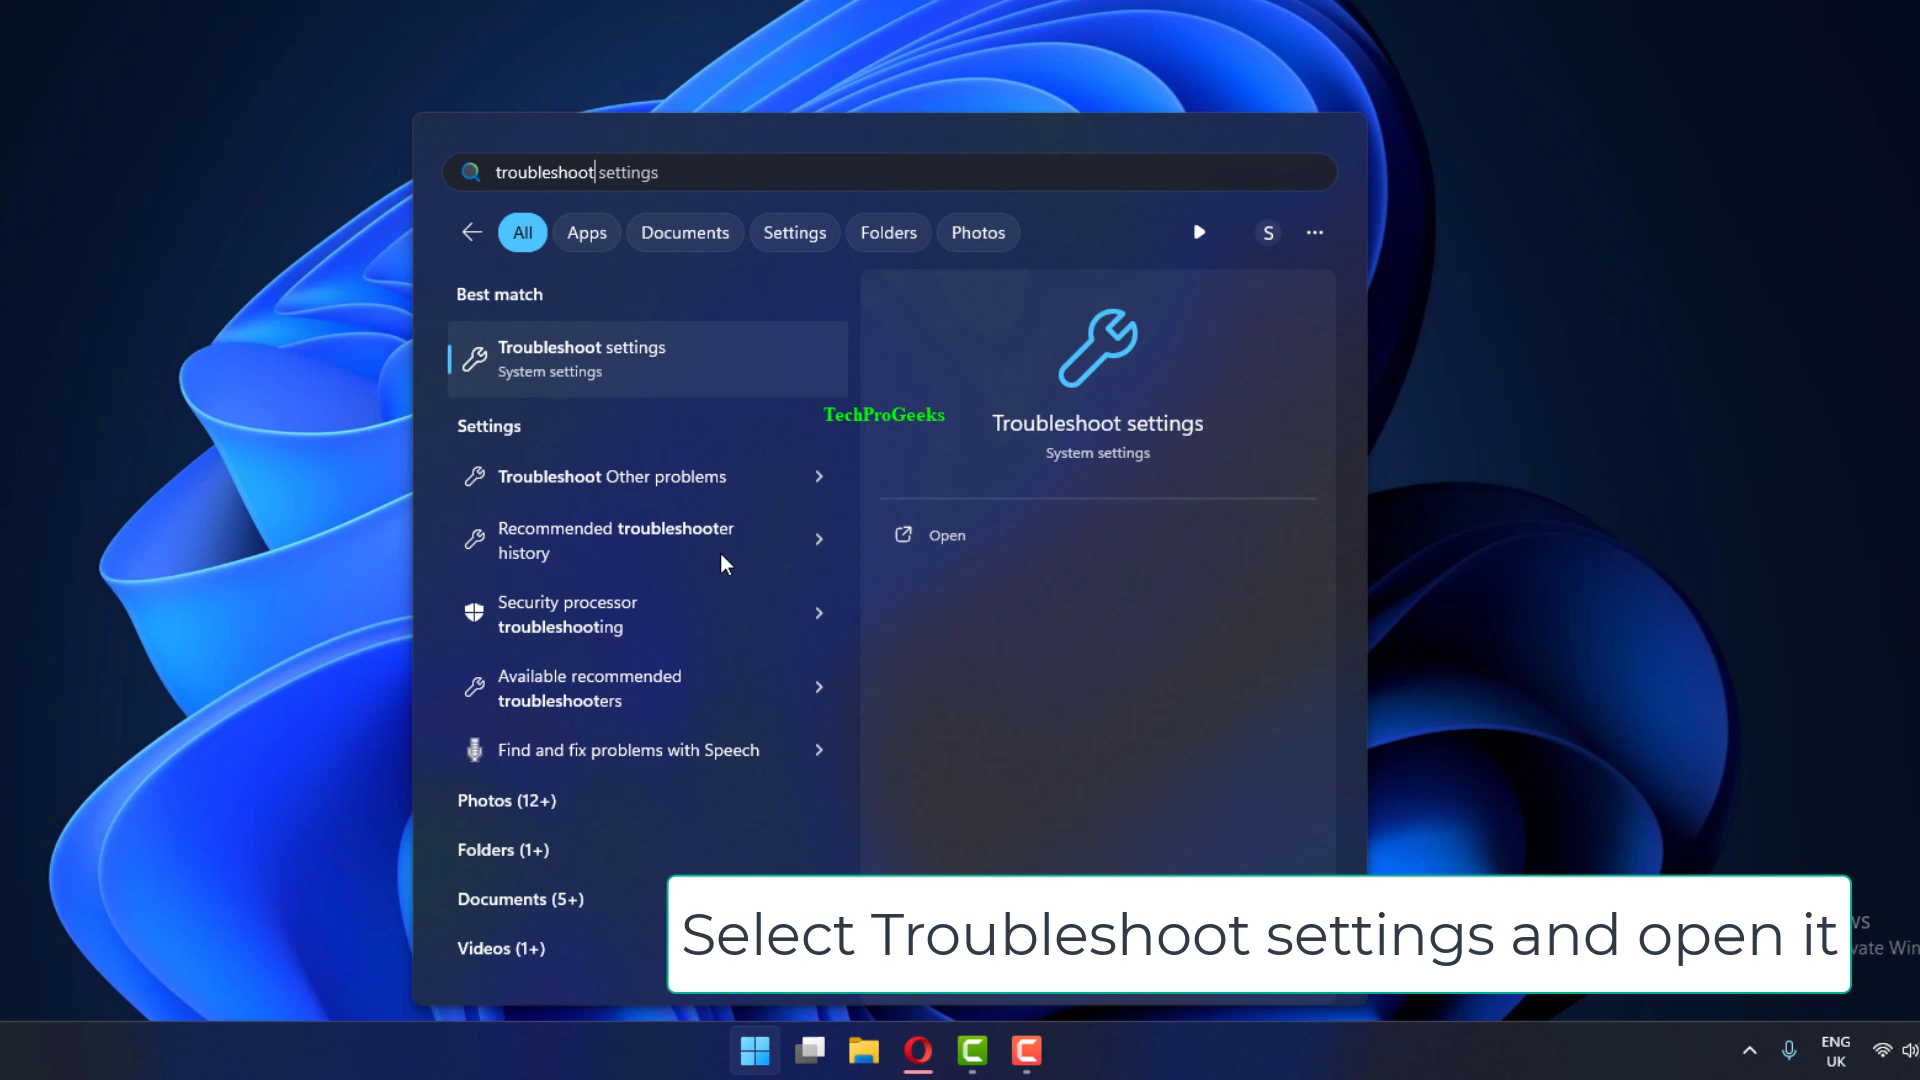 troubleshoot settings
All
Apps
Documents
Settings
Folders
Photos
S
Best match
Troubleshoot settings
System settings
TechProGeeks
Troubleshoot settings
System settings
Settings
Troubleshoot Other problems
Recommended troubleshooter
history
Open
Security processor
troubleshooting
Available recommended
troubleshooters
Find and fix problems with Speech
Photos (12+)
Folders (1+)
Documents (5+)
Videos (1+)
Select Troubleshoot settings and open it
ENG
UK